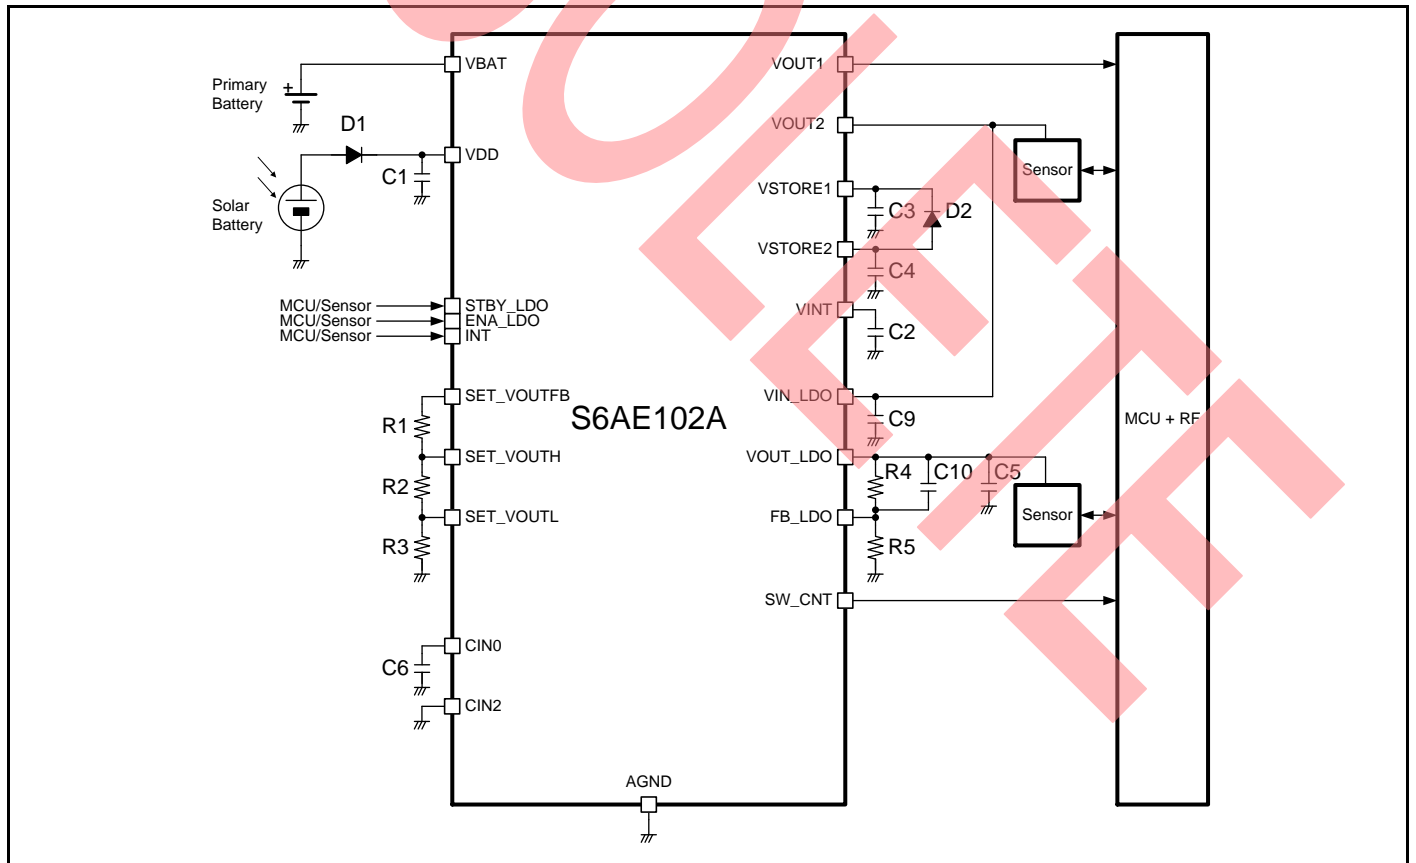 VBAT
VOUT1
Primary
Battery
+
D1
VOUT2
VDD
C1
Sensor
Solar
Battery
VSTORE1
C3
D2
VSTORE2
C4
MCU/Sensor
STBY_LDO
MCU/Sensor
ENA_LDO
MCU/Sensor
INT
VINT
C2
SET_VOUTFB
S6AE102A
VIN_LDO
C9
MCU + RF
R1
SET_VOUTH
VOUT_LDO
R4
C10
C5
R2
SET_VOUTL
FB_LDO
Sensor
R3
R5
SW_CNT
CIN0
C6
CIN2
AGND
OLETE